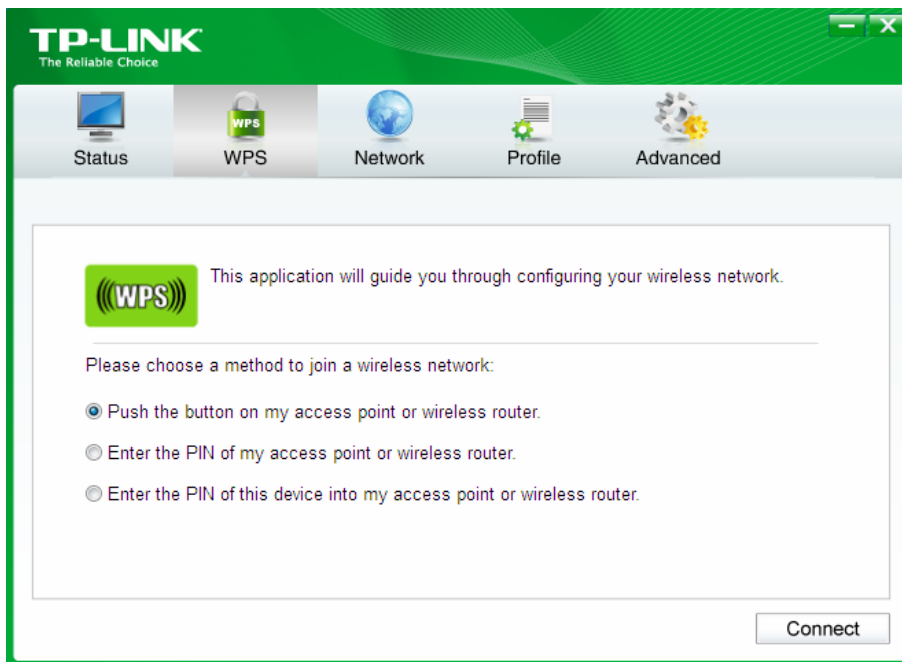 TP-LINK
The Reliable Choice
WPS
Status
WPS
Network
Profile
Advanced
(((WPS)))
This application will guide you through configuring your wireless network.
Please choose a method to join a wireless network:
Push the button on my access point or wireless router.
Enter the PIN of my access point or wireless router.
Enter the PIN of this device into my access point or wireless router.
Connect